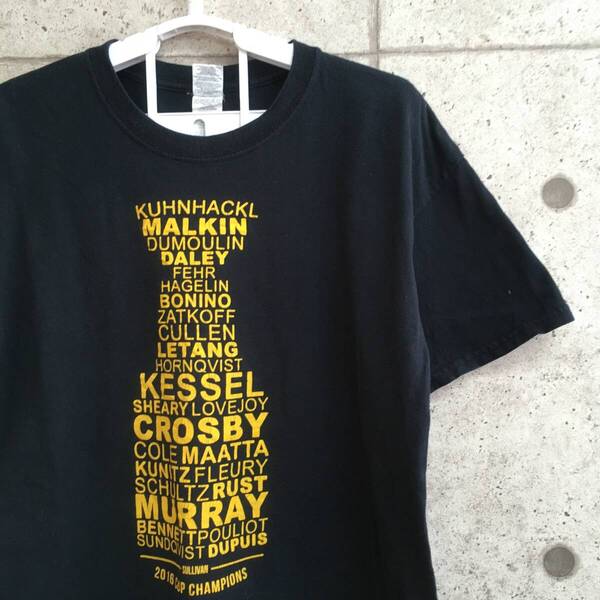 KUHNHACKL
MALKIN
DUMOULIN
DALEY
FEHR
HAGELIN
BONINO
ZATKOFF
CULLEN
LETANG
HORNQVIST
KESSEL
SHEARY LOVEJOY
CROSBY
COLE MAATTA
KUNITZ FLEURY
SCHULTZ RUST
MURRAY
BENNETT POULIOT
SUNDQVIST DUPUIS
SULLIVAN
2016 CUP CHAMPIONS